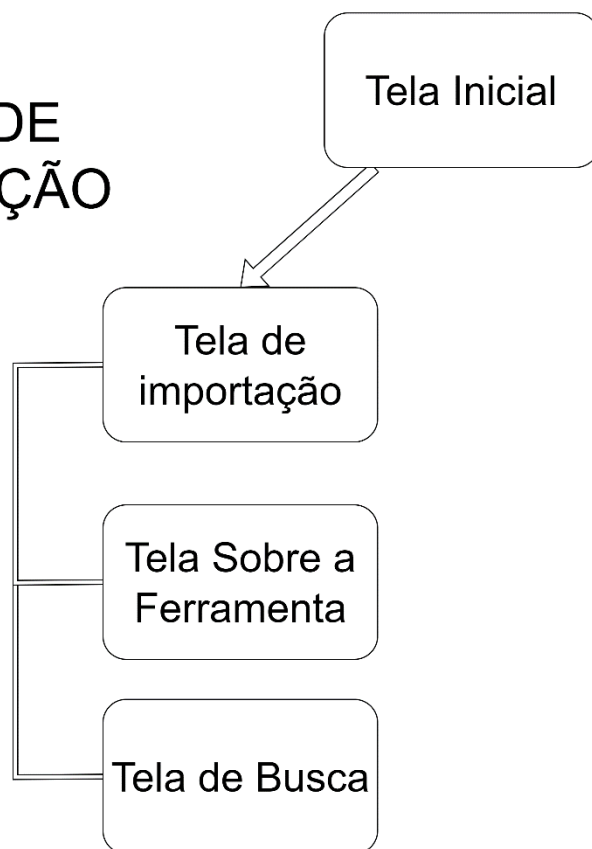 DE
ÇÃO
Tela Inicial
Tela de
importação
Tela Sobre a
Ferramenta
Tela de Busca